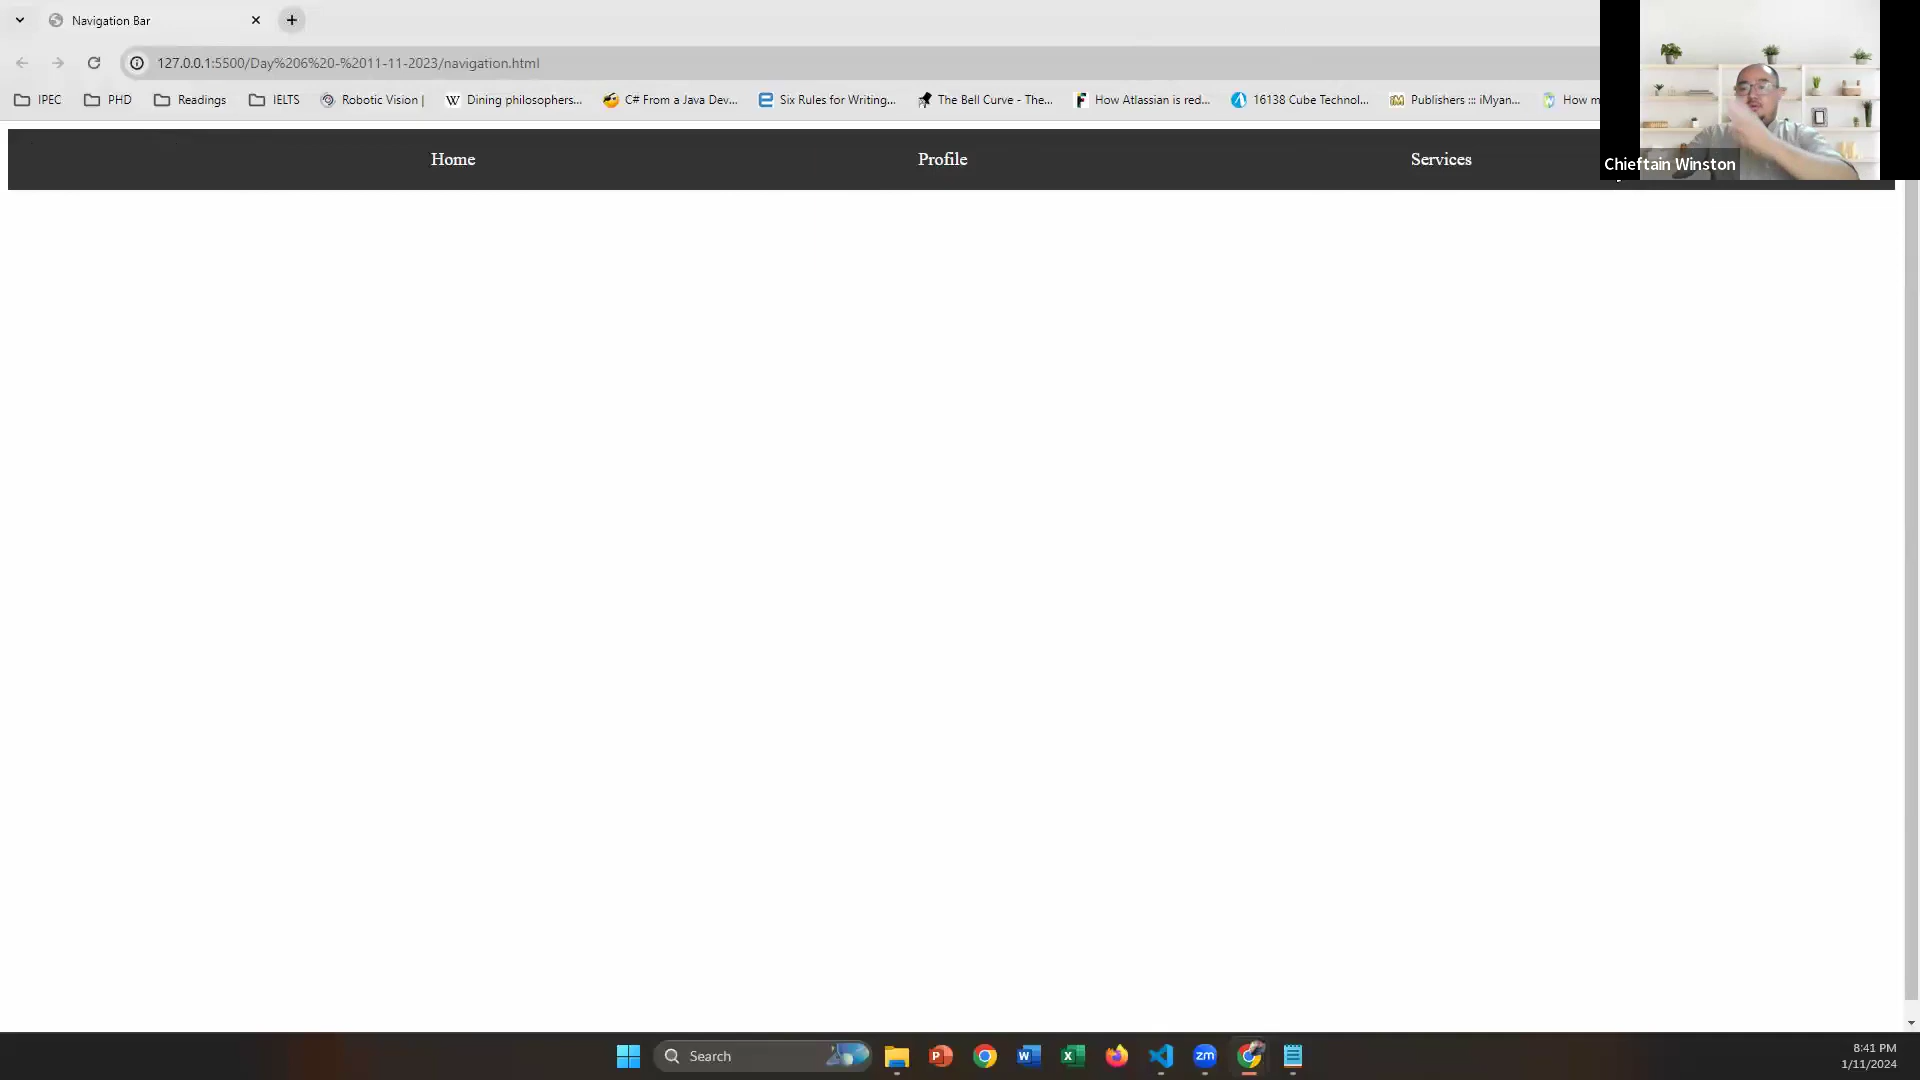 Navigation Bar
127.0.0.1:5500/Day%206%20-%2011-11-2023/navigation.html
IPEC PHD Readings IELTS Robotic Vision | Dining philosophers... C# From a Java Dev... Six Rules for Writing... The Bell Curve - The... How Atlassian is red... 16138 Cube Technol... Publishers ::: iMyan... How m
Home Profile Services
Chieftain Winston
Search
8:41 PM
1/11/2024